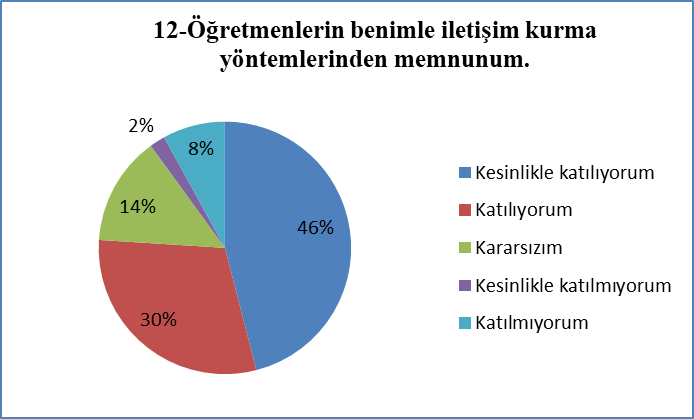 12-Öğretmenlerin benimle iletişim kurma
yöntemlerinden memnunum.
2%
8%
14%
46%
30%
Kesinlikle katılıyorum
Katılıyorum
Kararsızım
Kesinlikle katılmıyorum
Katılmıyorum